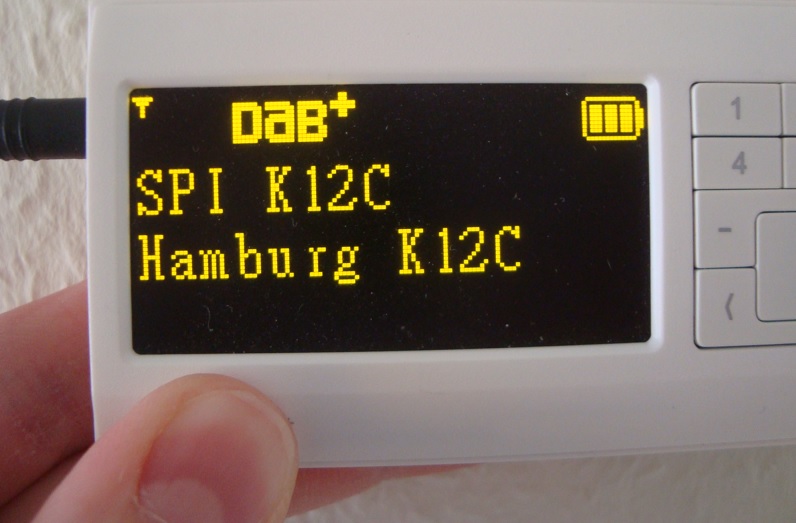 DAB+
SPI K12C
Hamburg K12C
1
4
-
⟨